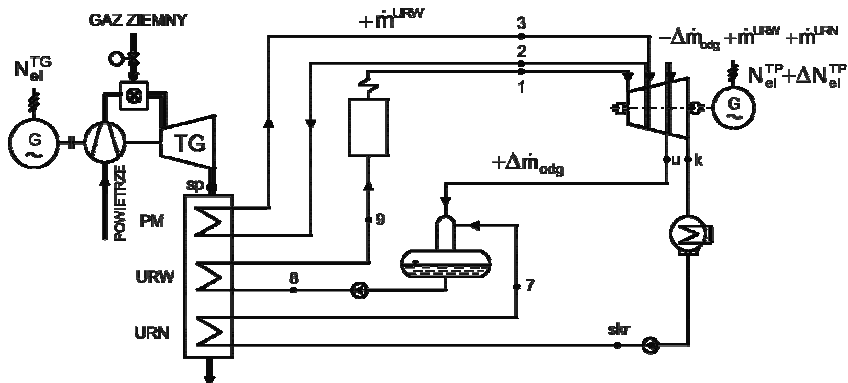 GAZ ZIEMNY
N_el^TG
G
~
TG
POWIETRZE
sp
PM
URW
URN
+ṁ^URW
3
2
1
-Δṁ_odg+ṁ^URW+ṁ^URN
N_el^TP+ΔN_el^TP
G
~
u
k
+Δṁ_odg
9
8
7
skr